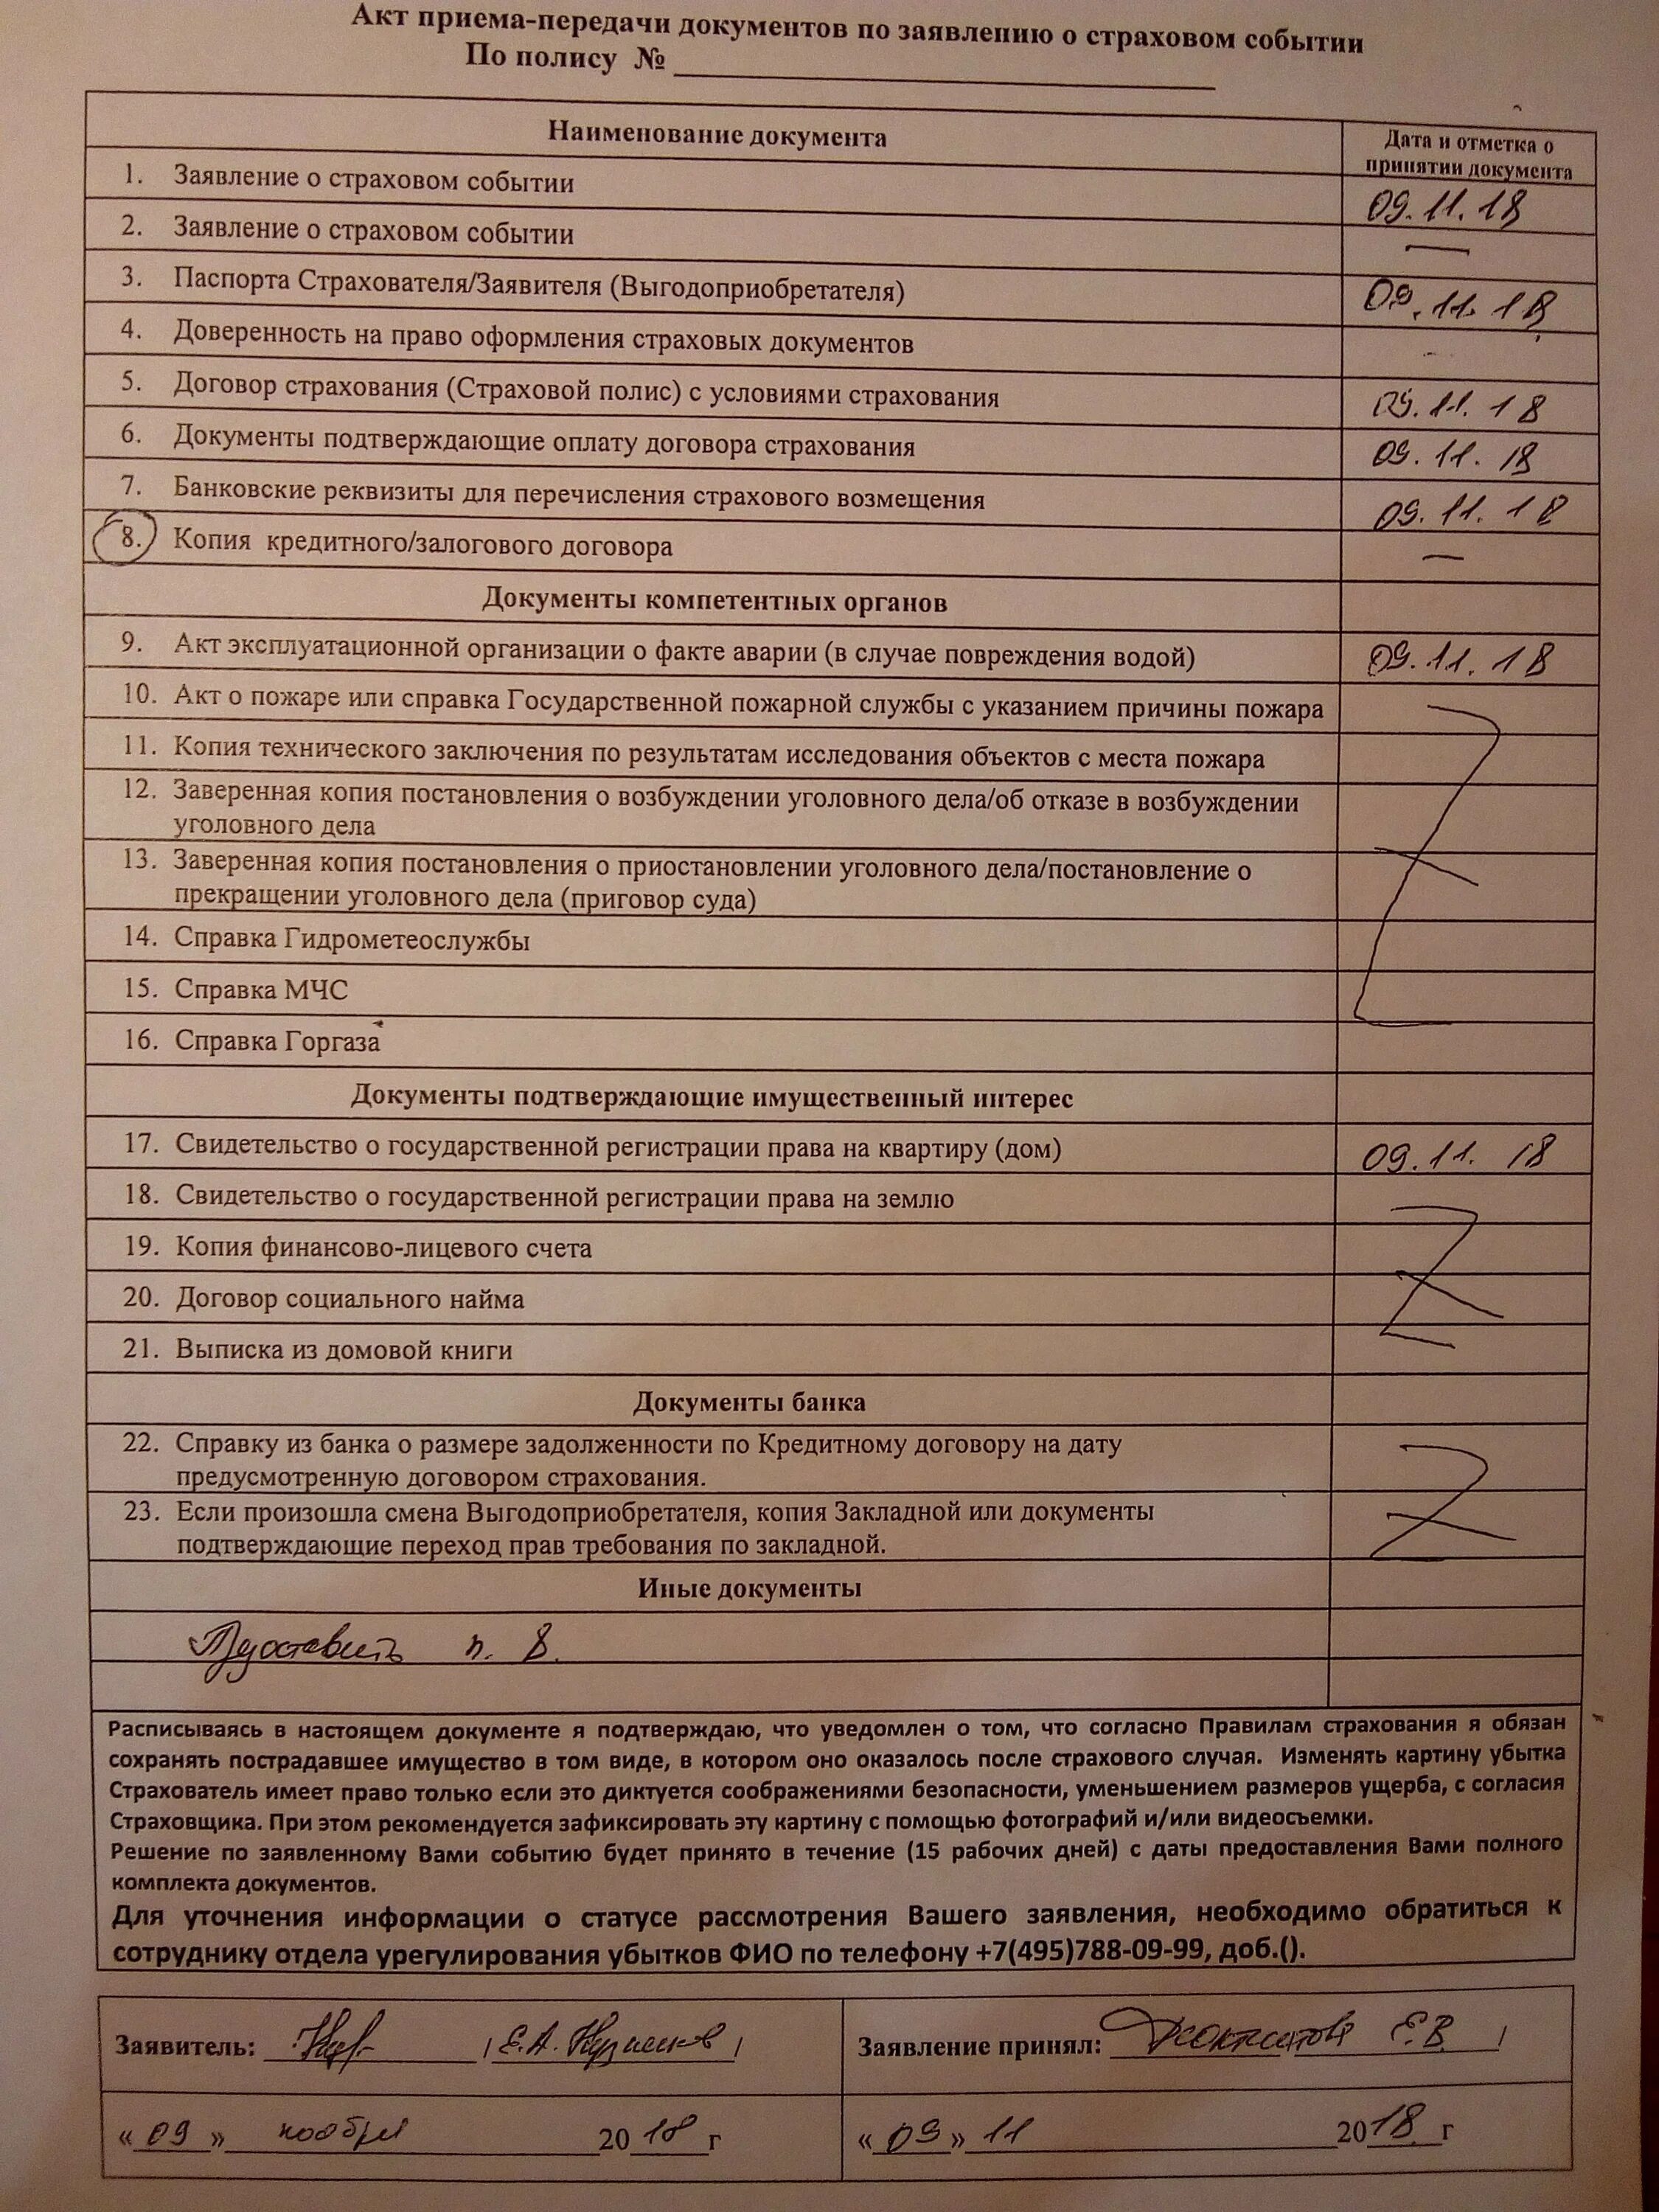 Акт приема-передачи документов по заявлению о страховом событии
По полису №
Наименование документа
Дата и отметка о
принятии документа
1. Заявление о страховом событии 09.11.18
2. Заявление о страховом событии —
3. Паспорта Страхователя/Заявителя (Выгодоприобретателя) 09.11.18
4. Доверенность на право оформления страховых документов
5. Договор страхования (Страховой полис) с условиями страхования 09.11.18
6. Документы подтверждающие оплату договора страхования 09.11.18
7. Банковские реквизиты для перечисления страхового возмещения 09.11.18
8. Копия кредитного/залогового договора —
Документы компетентных органов
9. Акт эксплуатационной организации о факте аварии (в случае повреждения водой) 09.11.18
10. Акт о пожаре или справка Государственной пожарной службы с указанием причины пожара
11. Копия технического заключения по результатам исследования объектов с места пожара
12. Заверенная копия постановления о возбуждении уголовного дела/об отказе в возбуждении
уголовного дела
13. Заверенная копия постановления о приостановлении уголовного дела/постановление о
прекращении уголовного дела (приговор суда)
14. Справка Гидрометеослужбы
15. Справка МЧС
16. Справка Горгаза
Документы подтверждающие имущественный интерес
17. Свидетельство о государственной регистрации права на квартиру (дом) 09.11.18
18. Свидетельство о государственной регистрации права на землю
19. Копия финансово-лицевого счета
20. Договор социального найма
21. Выписка из домовой книги
Документы банка
22. Справку из банка о размере задолженности по Кредитному договору на дату
предусмотренную договором страхования.
23. Если произошла смена Выгодоприобретателя, копия Закладной или документы
подтверждающие переход прав требования по закладной.
Иные документы
п. 8.
Расписываясь в настоящем документе я подтверждаю, что уведомлен о том, что согласно Правилам страхования я обязан
сохранять пострадавшее имущество в том виде, в котором оно оказалось после страхового случая. Изменять картину убытка
Страхователь имеет право только если это диктуется соображениями безопасности, уменьшением размеров ущерба, с согласия
Страховщика. При этом рекомендуется зафиксировать эту картину с помощью фотографий и/или видеосъемки.
Решение по заявленному Вами событию будет принято в течение (15 рабочих дней) с даты предоставления Вами полного
комплекта документов.
Для уточнения информации о статусе рассмотрения Вашего заявления, необходимо обратиться к
сотруднику отдела урегулирования убытков ФИО по телефону +7(495)788-09-99, доб.().
Заявитель: / Е.А. /
Заявление принял: Е.В. /
« 09 » ноября 2018 г
« 09 » 11 2018 г